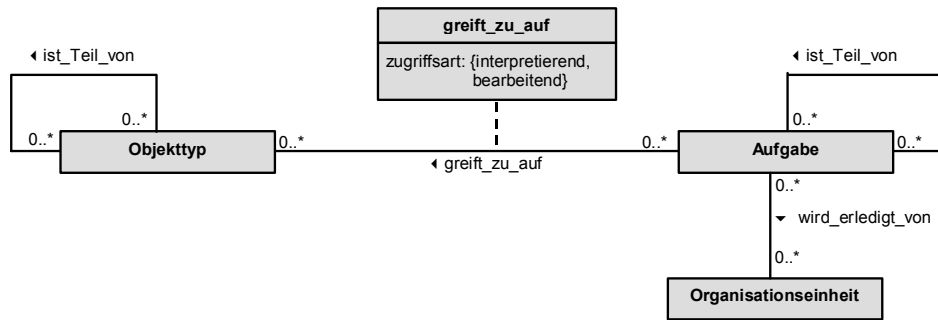 greift_zu_auf
zugriffsart: {interpretierend,
bearbeitend}
ist_Teil_von
ist_Teil_von
0..*
0..*
0..*
0..*
Objekttyp
0..*
0..*
Aufgabe
0..*
greift_zu_auf
0..*
wird_erledigt_von
0..*
Organisationseinheit